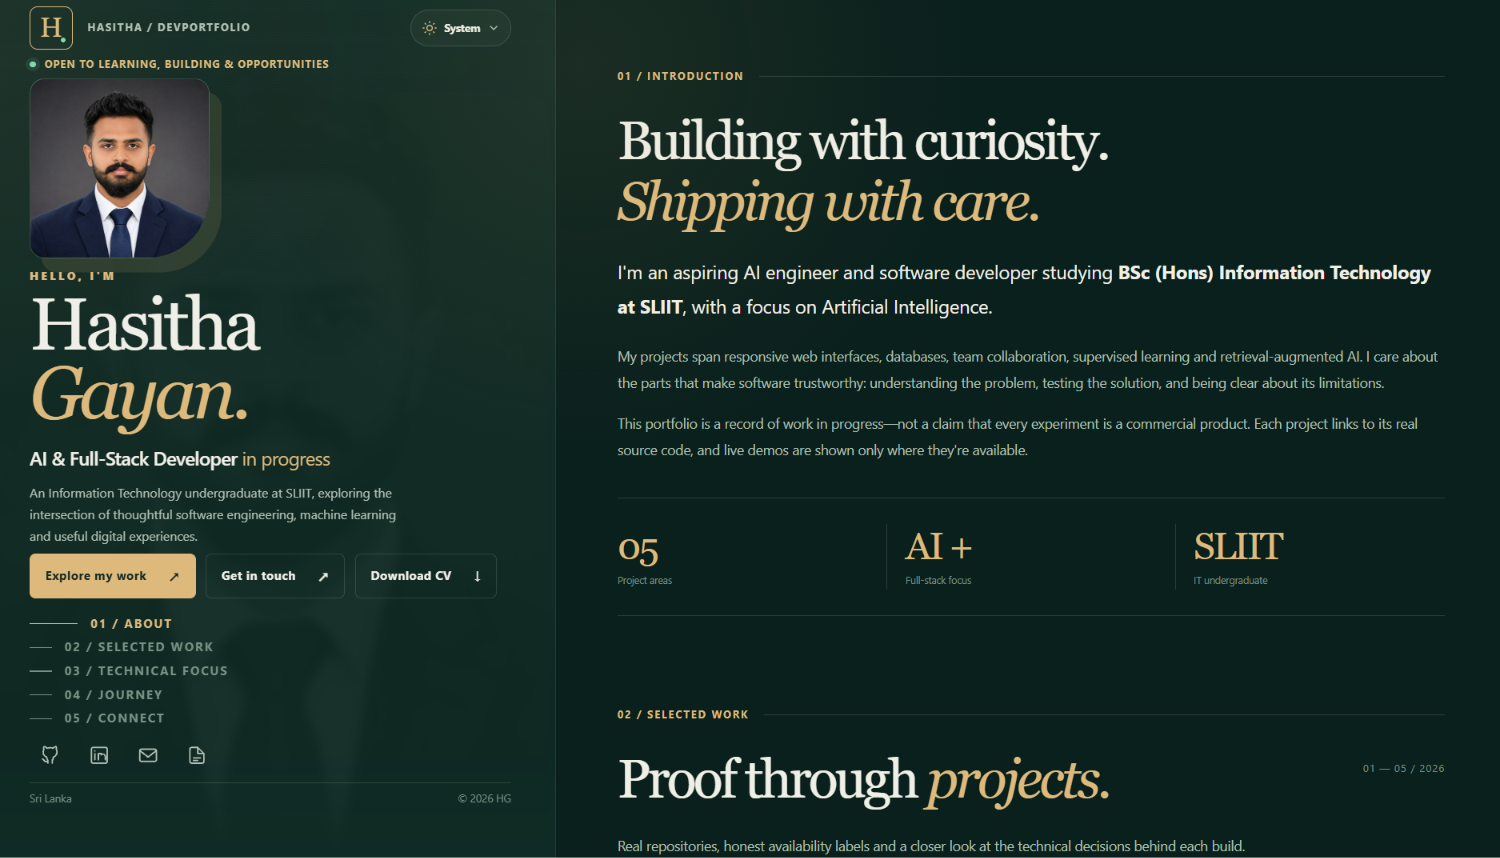 H.
HASITHA / DEVPORTFOLIO
System
OPEN TO LEARNING, BUILDING & OPPORTUNITIES
HELLO, I'M
Hasitha
Gayan.
AI & Full-Stack Developer in progress
An Information Technology undergraduate at SLIIT, exploring the
intersection of thoughtful software engineering, machine learning
and useful digital experiences.
Explore my work ↗
Get in touch ↗
Download CV ↓
01 / ABOUT
02 / SELECTED WORK
03 / TECHNICAL FOCUS
04 / JOURNEY
05 / CONNECT
in
Sri Lanka
© 2026 HG
01 / INTRODUCTION
Building with curiosity.
Shipping with care.
I'm an aspiring AI engineer and software developer studying BSc (Hons) Information Technology
at SLIIT, with a focus on Artificial Intelligence.
My projects span responsive web interfaces, databases, team collaboration, supervised learning and retrieval-augmented AI. I care about
the parts that make software trustworthy: understanding the problem, testing the solution, and being clear about its limitations.
This portfolio is a record of work in progress—not a claim that every experiment is a commercial product. Each project links to its real
source code, and live demos are shown only where they're available.
05
Project areas
AI +
Full-stack focus
SLIIT
IT undergraduate
02 / SELECTED WORK
Proof through projects.
01 — 05 / 2026
Real repositories, honest availability labels and a closer look at the technical decisions behind each build.